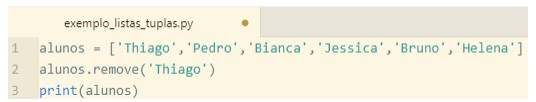 exemplo_listas_tuplas.py
1 alunos = ['Thiago','Pedro','Bianca','Jessica','Bruno','Helena']
2 alunos.remove('Thiago')
3 print(alunos)